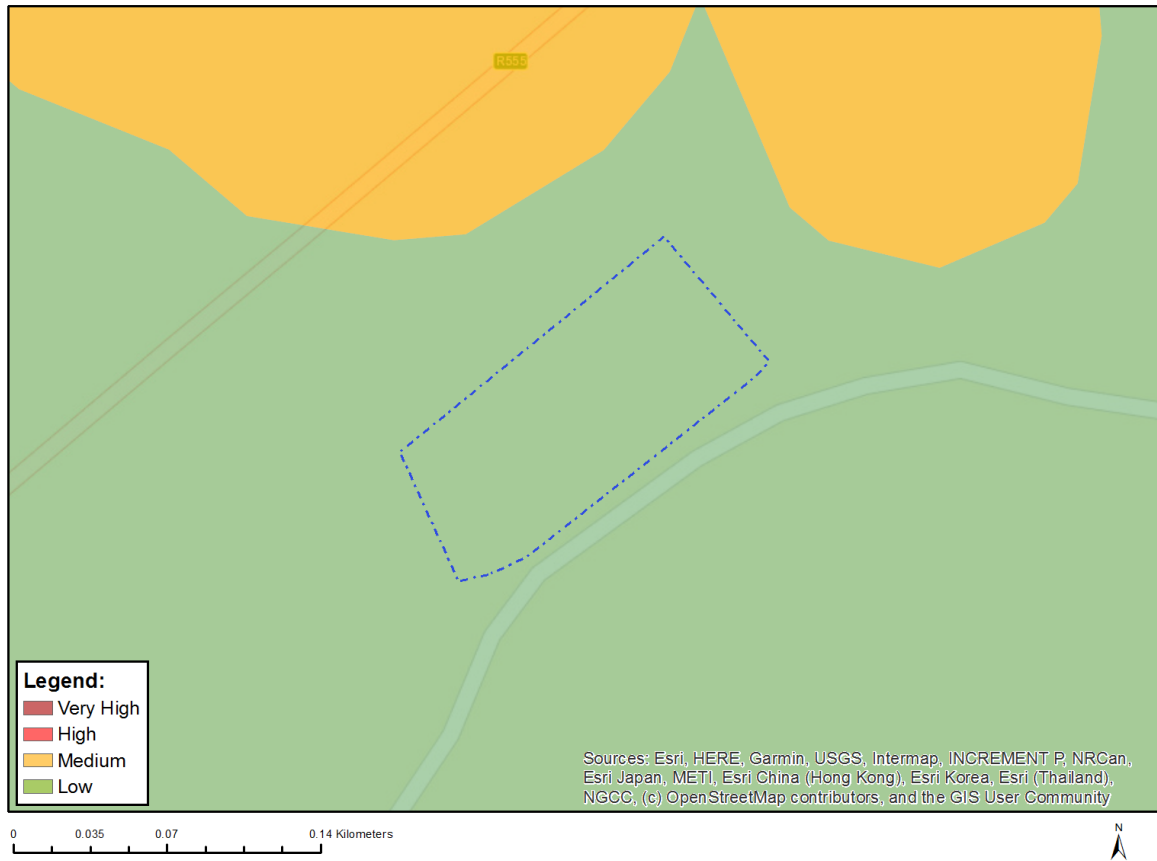 R555
Legend:
Very High
High
Medium
Low
Sources: Esri, HERE, Garmin, USGS, Intermap, INCREMENT P, NRCan,
Esri Japan, METI, Esri China (Hong Kong), Esri Korea, Esri (Thailand),
NGCC, (c) OpenStreetMap contributors, and the GIS User Community
0 0.035 0.07 0.14 Kilometers
N